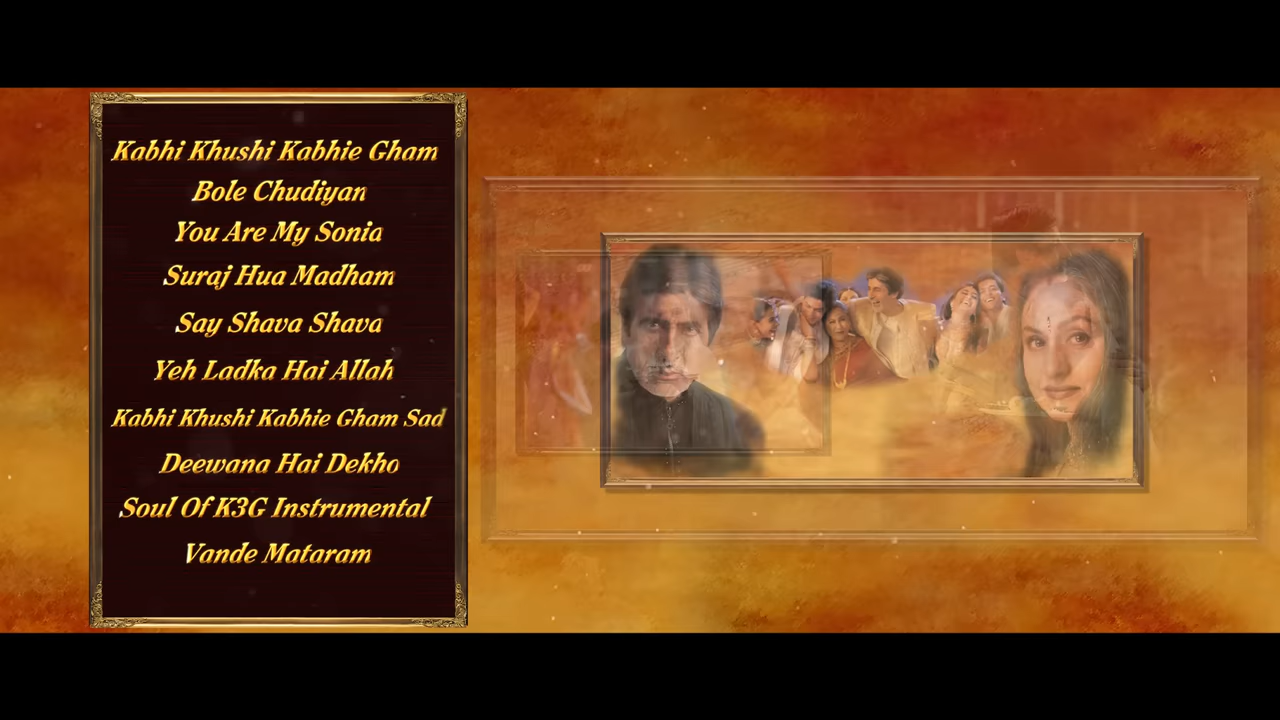 Kabhi Khushi Kabhie Gham
Bole Chudiyan
You Are My Sonia
Suraj Hua Madham
Say Shava Shava
Yeh Ladka Hai Allah
Kabhi Khushi Kabhie Gham Sad
Deewana Hai Dekho
Soul Of K3G Instrumental
Vande Mataram